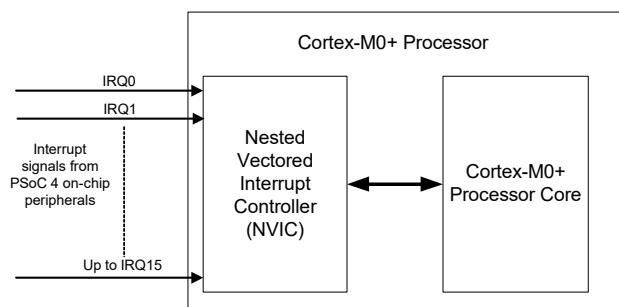 Cortex-M0+ Processor
IRQ0
IRQ1
Interrupt
signals from
PSoC 4 on-chip
peripherals
Up to IRQ15
Nested
Vectored
Interrupt
Controller
(NVIC)
Cortex-M0+
Processor Core